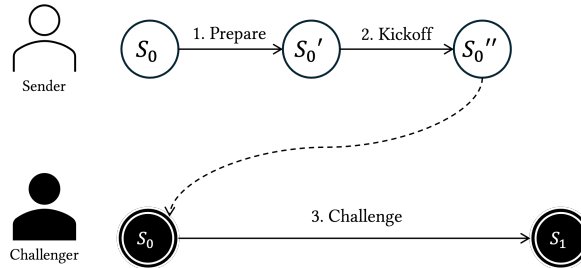 S₀
1. Prepare
S₀′
2. Kickoff
S₀′′
Sender
S₀
3. Challenge
S₁
Challenger